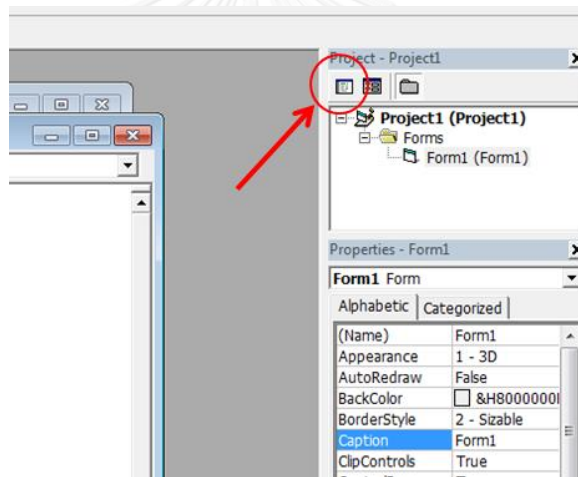 Project - Project1
Project1 (Project1)
Forms
Form1 (Form1)
Properties - Form1
Form1 Form
Alphabetic Categorized
(Name) Form1
Appearance 1 - 3D
AutoRedraw False
BackColor &H8000000
BorderStyle 2 - Sizable
Caption Form1
ClipControls True